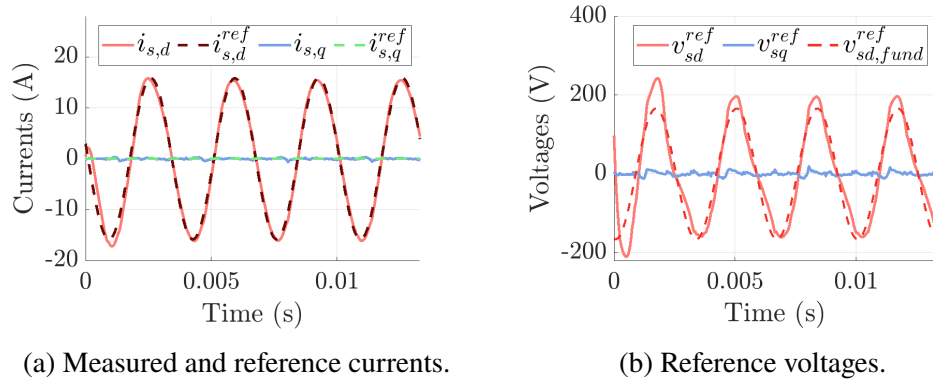 i_{s,d} i_{s,d}^{ref} i_{s,q} i_{s,q}^{ref}
20
10
0
-10
-20
Currents (A)
0 0.005 0.01
Time (s)
(a) Measured and reference currents.
v_{sd}^{ref} v_{sq}^{ref} v_{sd,fund}^{ref}
400
200
0
-200
Voltages (V)
0 0.005 0.01
Time (s)
(b) Reference voltages.